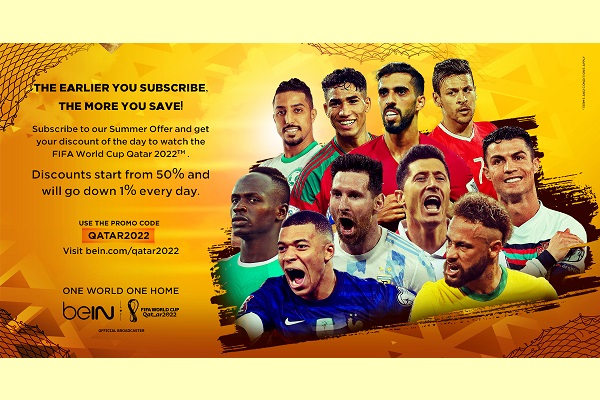 THE EARLIER YOU SUBSCRIBE,
THE MORE YOU SAVE!
Subscribe to our Summer Offer and get
your discount of the day to watch the
FIFA World Cup Qatar 2022™.
Discounts start from 50% and
will go down 1% every day.
USE THE PROMO CODE
QATAR2022
Visit bein.com/qatar2022
ONE WORLD ONE HOME
beIN
FIFA WORLD CUP
Qatar2022
OFFICIAL BROADCASTER
7